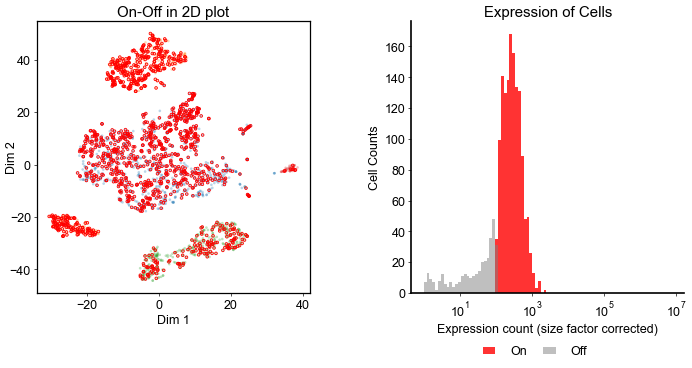 On-Off in 2D plot
Dim 2
40
20
0
−20
−40
−20 0 20 40
Dim 1
Expression of Cells
Cell Counts
160
140
120
100
80
60
40
20
0
10^1 10^3 10^5 10^7
Expression count (size factor corrected)
On Off